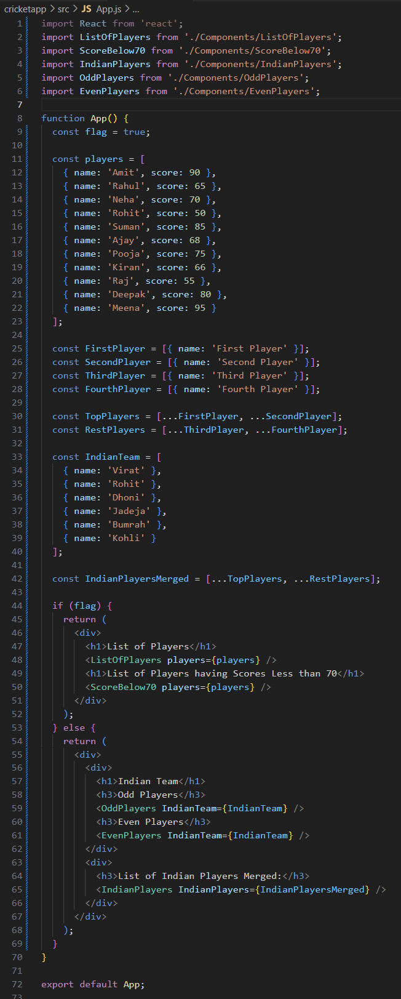 cricketapp > src > JS App.js > ...
1 import React from 'react';
2 import ListOfPlayers from './Components/ListOfPlayers';
3 import ScoreBelow70 from './Components/ScoreBelow70';
4 import IndianPlayers from './Components/IndianPlayers';
5 import OddPlayers from './Components/OddPlayers';
6 import EvenPlayers from './Components/EvenPlayers';
7
8 function App() {
9   const flag = true;
10
11   const players = [
12     { name: 'Amit', score: 90 },
13     { name: 'Rahul', score: 65 },
14     { name: 'Neha', score: 70 },
15     { name: 'Rohit', score: 50 },
16     { name: 'Suman', score: 85 },
17     { name: 'Ajay', score: 68 },
18     { name: 'Pooja', score: 75 },
19     { name: 'Kiran', score: 66 },
20     { name: 'Raj', score: 55 },
21     { name: 'Deepak', score: 80 },
22     { name: 'Meena', score: 95 }
23   ];
24
25   const FirstPlayer = [{ name: 'First Player' }];
26   const SecondPlayer = [{ name: 'Second Player' }];
27   const ThirdPlayer = [{ name: 'Third Player' }];
28   const FourthPlayer = [{ name: 'Fourth Player' }];
29
30   const TopPlayers = [...FirstPlayer, ...SecondPlayer];
31   const RestPlayers = [...ThirdPlayer, ...FourthPlayer];
32
33   const IndianTeam = [
34     { name: 'Virat' },
35     { name: 'Rohit' },
36     { name: 'Dhoni' },
37     { name: 'Jadeja' },
38     { name: 'Bumrah' },
39     { name: 'Kohli' }
40   ];
41
42   const IndianPlayersMerged = [...TopPlayers, ...RestPlayers];
43
44   if (flag) {
45     return (
46       <div>
47         <h1>List of Players</h1>
48         <ListOfPlayers players={players} />
49         <h1>List of Players having Scores Less than 70</h1>
50         <ScoreBelow70 players={players} />
51       </div>
52     );
53   } else {
54     return (
55       <div>
56         <div>
57           <h1>Indian Team</h1>
58           <h3>Odd Players</h3>
59           <OddPlayers IndianTeam={IndianTeam} />
60           <h3>Even Players</h3>
61           <EvenPlayers IndianTeam={IndianTeam} />
62         </div>
63         <div>
64           <h3>List of Indian Players Merged:</h3>
65           <IndianPlayers IndianPlayers={IndianPlayersMerged} />
66         </div>
67       </div>
68     );
69   }
70 }
71
72 export default App;
73